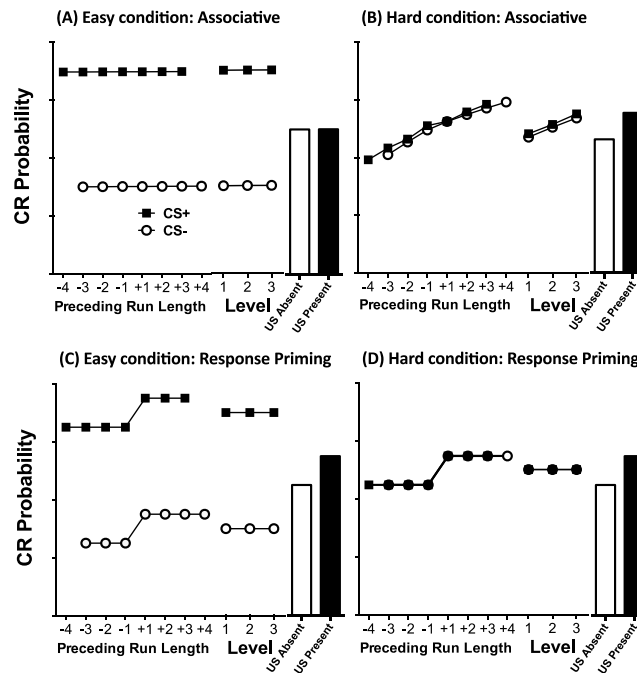 (A) Easy condition: Associative
(B) Hard condition: Associative
CR Probability
CS+
CS-
-4 -3 -2 -1 +1 +2 +3 +4
1 2 3
Preceding Run Length
Level
US Absent
US Present
-4 -3 -2 -1 +1 +2 +3 +4
1 2 3
Preceding Run Length
Level
US Absent
US Present
(C) Easy condition: Response Priming
(D) Hard condition: Response Priming
CR Probability
-4 -3 -2 -1 +1 +2 +3 +4
1 2 3
Preceding Run Length
Level
US Absent
US Present
-4 -3 -2 -1 +1 +2 +3 +4
1 2 3
Preceding Run Length
Level
US Absent
US Present